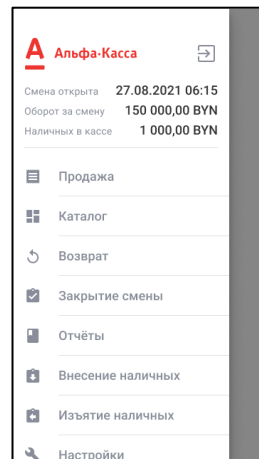 Альфа·Касса
Смена открыта 27.08.2021 06:15
Оборот за смену 150 000,00 BYN
Наличных в кассе 1 000,00 BYN
Продажа
Каталог
Возврат
Закрытие смены
Отчёты
Внесение наличных
Изъятие наличных
Настройки